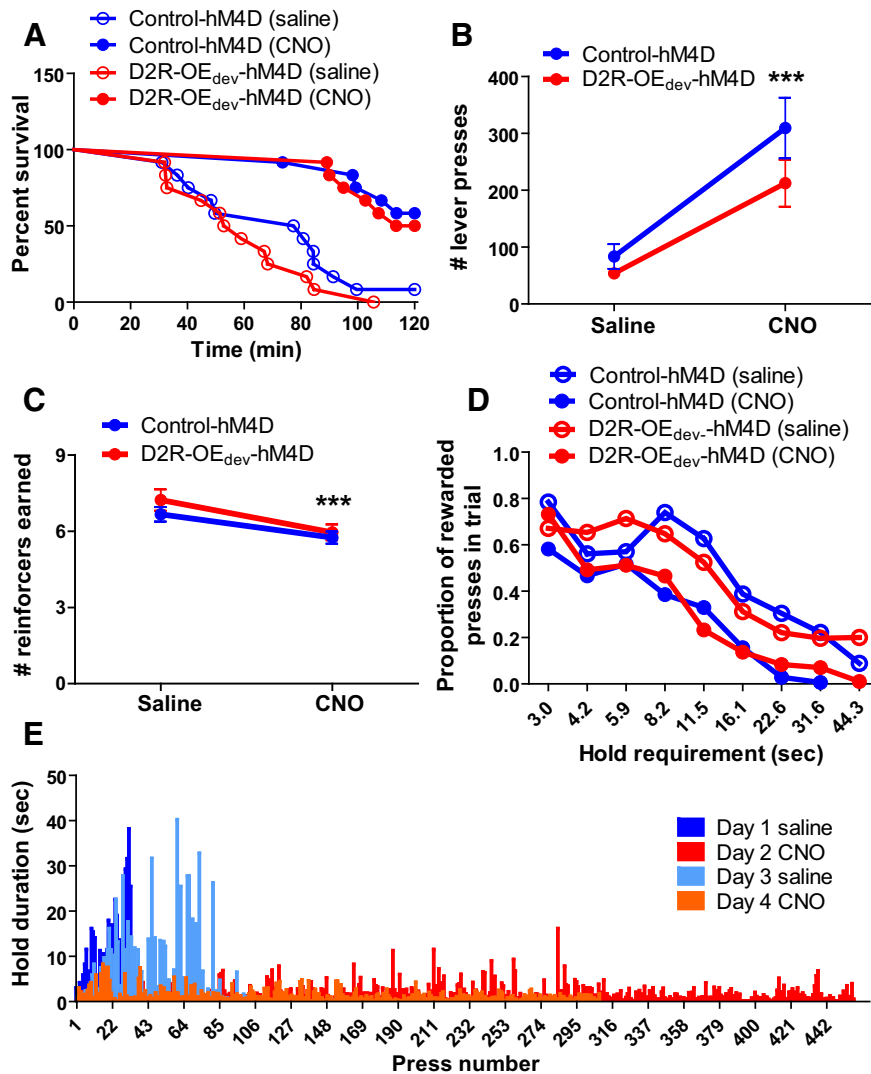 A
Control-hM4D (saline)
Control-hM4D (CNO)
D2R-OEdev-hM4D (saline)
D2R-OEdev-hM4D (CNO)
Percent survival
150
100
50
0
0 20 40 60 80 100 120
Time (min)
B
Control-hM4D
D2R-OEdev-hM4D
***
# lever presses
400
300
200
100
0
Saline CNO
C
Control-hM4D
D2R-OEdev-hM4D
***
# reinforcers earned
9
6
3
0
Saline CNO
D
Control-hM4D (saline)
Control-hM4D (CNO)
D2R-OEdev--hM4D (saline)
D2R-OEdev-hM4D (CNO)
Proportion of rewarded
presses in trial
1.0
0.8
0.6
0.4
0.2
0.0
3.0 4.2 5.9 8.2 11.5 16.1 22.6 31.6 44.3
Hold requirement (sec)
E
Hold duration (sec)
50
40
30
20
10
0
Day 1 saline
Day 2 CNO
Day 3 saline
Day 4 CNO
1 22 43 64 85 106 127 148 169 190 211 232 253 274 295 316 337 358 379 400 421 442
Press number